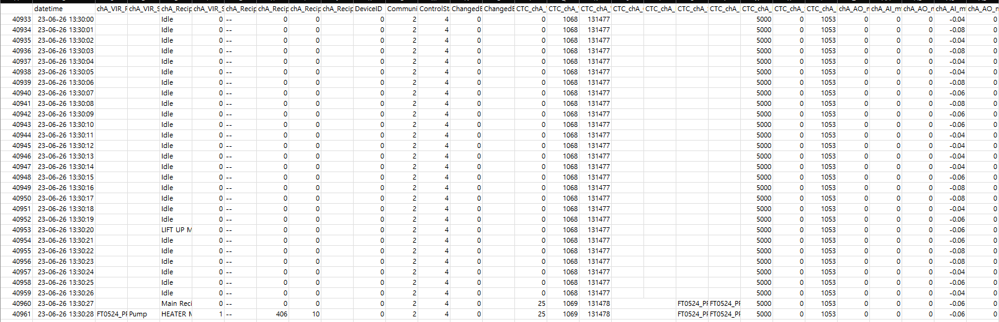 datetime chA_VIR_F chA_VIR_S chA_Recip chA_VIR_S chA_Recip chA_Recip chA_Recip chA_Recip DeviceID Communi ControlSt ChangedE ChangedE CTC_chA_ CTC_chA_ CTC_chA_ CTC_chA_ CTC_chA_ CTC_chA_ CTC_chA_ CTC_chA_ CTC_chA_ CTC_chA_ chA_AO_n chA_AI_m chA_AO_n chA_AI_m chA_AO_n
40933 23-06-26 13:30:00 Idle 0 -- 0 0 0 2 4 0 0 1068 131477 5000 0 1053 0 0 0 -0.04 0
40934 23-06-26 13:30:01 Idle 0 -- 0 0 0 2 4 0 0 1068 131477 5000 0 1053 0 0 0 -0.08 0
40935 23-06-26 13:30:02 Idle 0 -- 0 0 0 2 4 0 0 1068 131477 5000 0 1053 0 0 0 -0.04 0
40936 23-06-26 13:30:03 Idle 0 -- 0 0 0 2 4 0 0 1068 131477 5000 0 1053 0 0 0 -0.08 0
40937 23-06-26 13:30:04 Idle 0 -- 0 0 0 2 4 0 0 1068 131477 5000 0 1053 0 0 0 -0.04 0
40938 23-06-26 13:30:05 Idle 0 -- 0 0 0 2 4 0 0 1068 131477 5000 0 1053 0 0 0 -0.04 0
40939 23-06-26 13:30:06 Idle 0 -- 0 0 0 2 4 0 0 1068 131477 5000 0 1053 0 0 0 -0.08 0
40940 23-06-26 13:30:07 Idle 0 -- 0 0 0 2 4 0 0 1068 131477 5000 0 1053 0 0 0 -0.06 0
40941 23-06-26 13:30:08 Idle 0 -- 0 0 0 2 4 0 0 1068 131477 5000 0 1053 0 0 0 -0.08 0
40942 23-06-26 13:30:09 Idle 0 -- 0 0 0 2 4 0 0 1068 131477 5000 0 1053 0 0 0 -0.06 0
40943 23-06-26 13:30:10 Idle 0 -- 0 0 0 2 4 0 0 1068 131477 5000 0 1053 0 0 0 -0.06 0
40944 23-06-26 13:30:11 Idle 0 -- 0 0 0 2 4 0 0 1068 131477 5000 0 1053 0 0 0 -0.04 0
40945 23-06-26 13:30:12 Idle 0 -- 0 0 0 2 4 0 0 1068 131477 5000 0 1053 0 0 0 -0.04 0
40946 23-06-26 13:30:13 Idle 0 -- 0 0 0 2 4 0 0 1068 131477 5000 0 1053 0 0 0 -0.04 0
40947 23-06-26 13:30:14 Idle 0 -- 0 0 0 2 4 0 0 1068 131477 5000 0 1053 0 0 0 -0.04 0
40948 23-06-26 13:30:15 Idle 0 -- 0 0 0 2 4 0 0 1068 131477 5000 0 1053 0 0 0 -0.06 0
40949 23-06-26 13:30:16 Idle 0 -- 0 0 0 2 4 0 0 1068 131477 5000 0 1053 0 0 0 -0.08 0
40950 23-06-26 13:30:17 Idle 0 -- 0 0 0 2 4 0 0 1068 131477 5000 0 1053 0 0 0 -0.08 0
40951 23-06-26 13:30:18 Idle 0 -- 0 0 0 2 4 0 0 1068 131477 5000 0 1053 0 0 0 -0.04 0
40952 23-06-26 13:30:19 Idle 0 -- 0 0 0 2 4 0 0 1068 131477 5000 0 1053 0 0 0 -0.06 0
40953 23-06-26 13:30:20 LIFT UP M 0 -- 0 0 0 2 4 0 0 1068 131477 5000 0 1053 0 0 0 -0.06 0
40954 23-06-26 13:30:21 Idle 0 -- 0 0 0 2 4 0 0 1068 131477 5000 0 1053 0 0 0 -0.06 0
40955 23-06-26 13:30:22 Idle 0 -- 0 0 0 2 4 0 0 1068 131477 5000 0 1053 0 0 0 -0.08 0
40956 23-06-26 13:30:23 Idle 0 -- 0 0 0 2 4 0 0 1068 131477 5000 0 1053 0 0 0 -0.08 0
40957 23-06-26 13:30:24 Idle 0 -- 0 0 0 2 4 0 0 1068 131477 5000 0 1053 0 0 0 -0.04 0
40958 23-06-26 13:30:25 Idle 0 -- 0 0 0 2 4 0 0 1068 131477 5000 0 1053 0 0 0 -0.06 0
40959 23-06-26 13:30:26 Idle 0 -- 0 0 0 2 4 0 0 1068 131477 5000 0 1053 0 0 0 -0.04 0
40960 23-06-26 13:30:27 Main Reci 0 -- 0 0 0 2 4 0 25 1069 131478 FT0524_PF FT0524_PF 5000 0 1053 0 0 0 -0.06 0
40961 23-06-26 13:30:28 FT0524_PF Pump HEATER M 1 -- 406 10 0 2 4 0 25 1069 131478 FT0524_PF FT0524_PF 5000 0 1053 0 0 0 -0.04 0